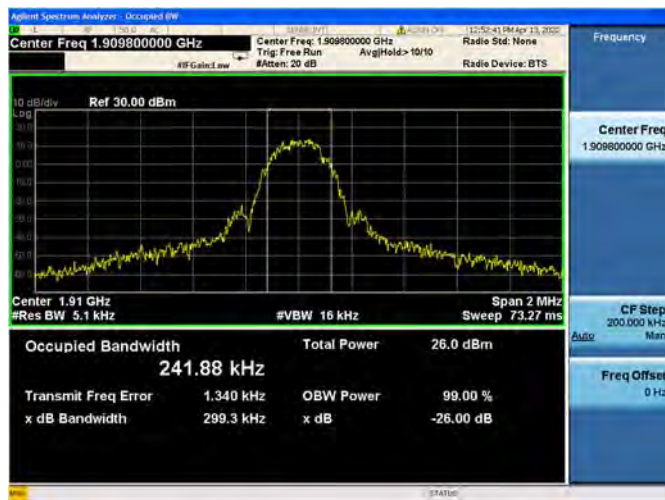 Agilent Spectrum Analyzer - Occupied BW
Center Freq 1.909800000 GHz
Center Freq: 1.909800000 GHz
Trig: Free Run Avg|Hold:> 10/10
#IFGain:Low #Atten: 20 dB
12:52:41 PM Apr 13, 2020
Radio Std: None
Radio Device: BTS
10 dB/div Ref 30.00 dBm
Log
Center 1.91 GHz Span 2 MHz
#Res BW 5.1 kHz #VBW 16 kHz Sweep 73.27 ms
Occupied Bandwidth Total Power 26.0 dBm
241.88 kHz
Transmit Freq Error 1.340 kHz OBW Power 99.00 %
x dB Bandwidth 299.3 kHz x dB -26.00 dB
Frequency
Center Freq
1.909800000 GHz
CF Step
200.000 kHz
Auto Man
Freq Offset
0 Hz
MSG STATUS